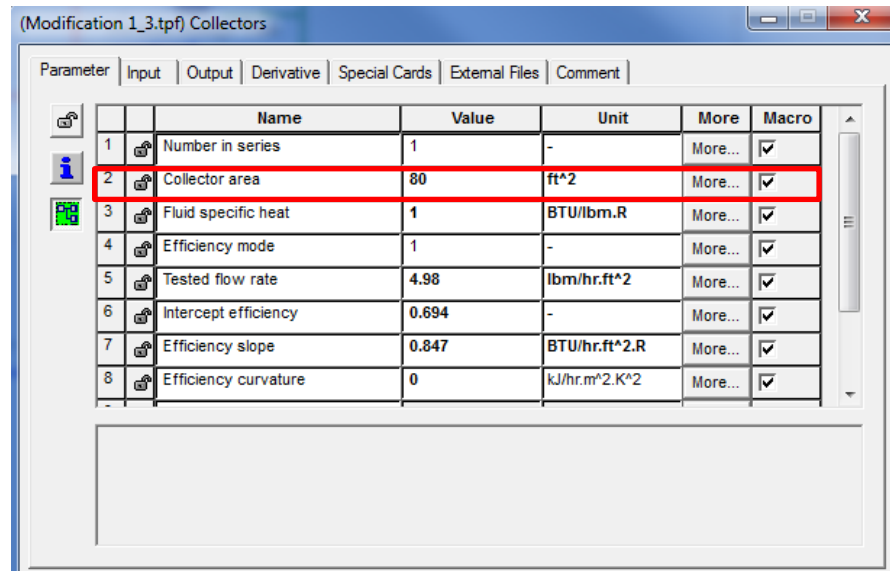 (Modification 1_3.tpf) Collectors
Parameter Input Output Derivative Special Cards External Files Comment
Name Value Unit More Macro
1 Number in series 1 - More...
2 Collector area 80 ft^2 More...
3 Fluid specific heat 1 BTU/lbm.R More...
4 Efficiency mode 1 - More...
5 Tested flow rate 4.98 lbm/hr.ft^2 More...
6 Intercept efficiency 0.694 - More...
7 Efficiency slope 0.847 BTU/hr.ft^2.R More...
8 Efficiency curvature 0 kJ/hr.m^2.K^2 More...